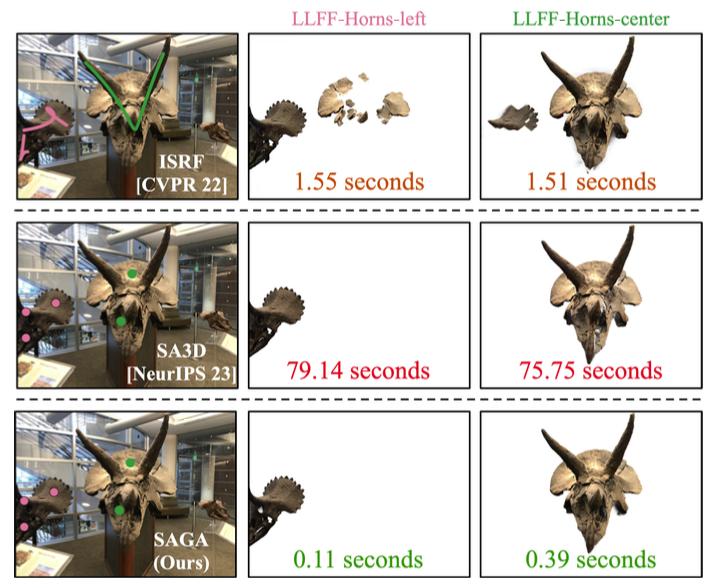 LLFF-Horns-left
LLFF-Horns-center
ISRF
[CVPR 22]
1.55 seconds
1.51 seconds
SA3D
[NeurIPS 23]
79.14 seconds
75.75 seconds
SAGA
(Ours)
0.11 seconds
0.39 seconds